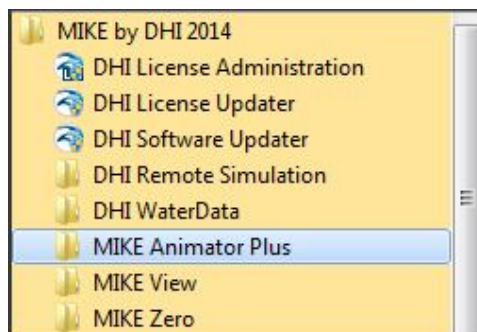 MIKE by DHI 2014
DHI License Administration
DHI License Updater
DHI Software Updater
DHI Remote Simulation
DHI WaterData
MIKE Animator Plus
MIKE View
MIKE Zero